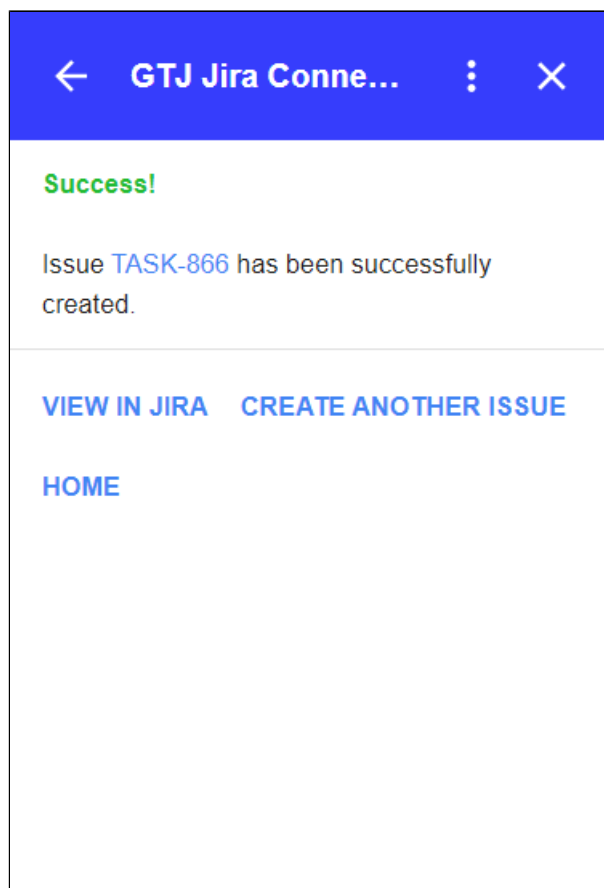 GTJ Jira Conne...
Success!
Issue TASK-866 has been successfully
created.
VIEW IN JIRA CREATE ANOTHER ISSUE
HOME